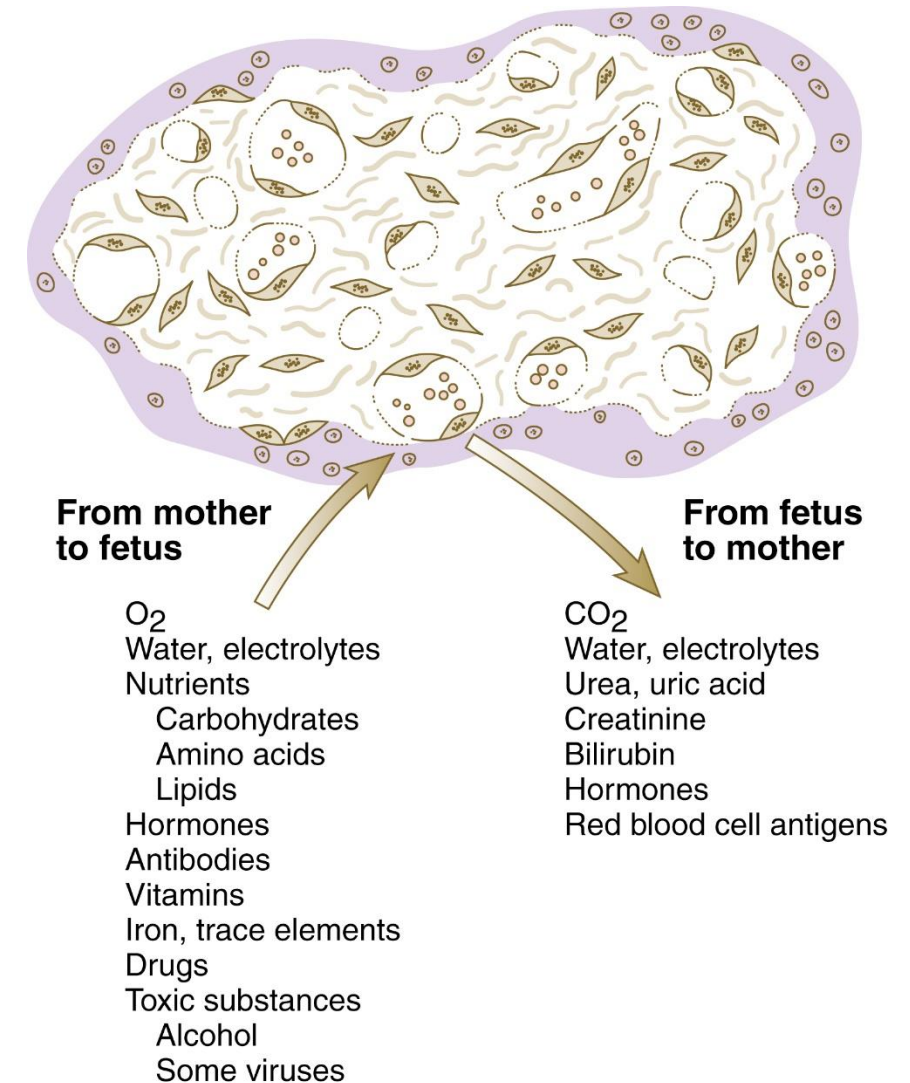 From mother
to fetus
O2
Water, electrolytes
Nutrients
Carbohydrates
Amino acids
Lipids
Hormones
Antibodies
Vitamins
Iron, trace elements
Drugs
Toxic substances
Alcohol
Some viruses
From fetus
to mother
CO2
Water, electrolytes
Urea, uric acid
Creatinine
Bilirubin
Hormones
Red blood cell antigens